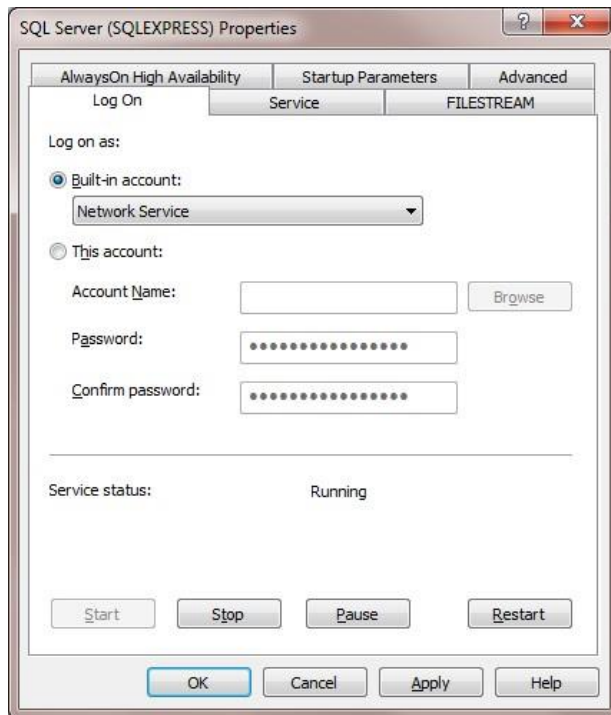 SQL Server (SQLEXPRESS) Properties
AlwaysOn High Availability Startup Parameters Advanced
Log On Service FILESTREAM
Log on as:
Built-in account:
Network Service
This account:
Account Name: Browse
Password: ●●●●●●●●●●●●●●●
Confirm password: ●●●●●●●●●●●●●●●
Service status: Running
Start Stop Pause Restart
OK Cancel Apply Help